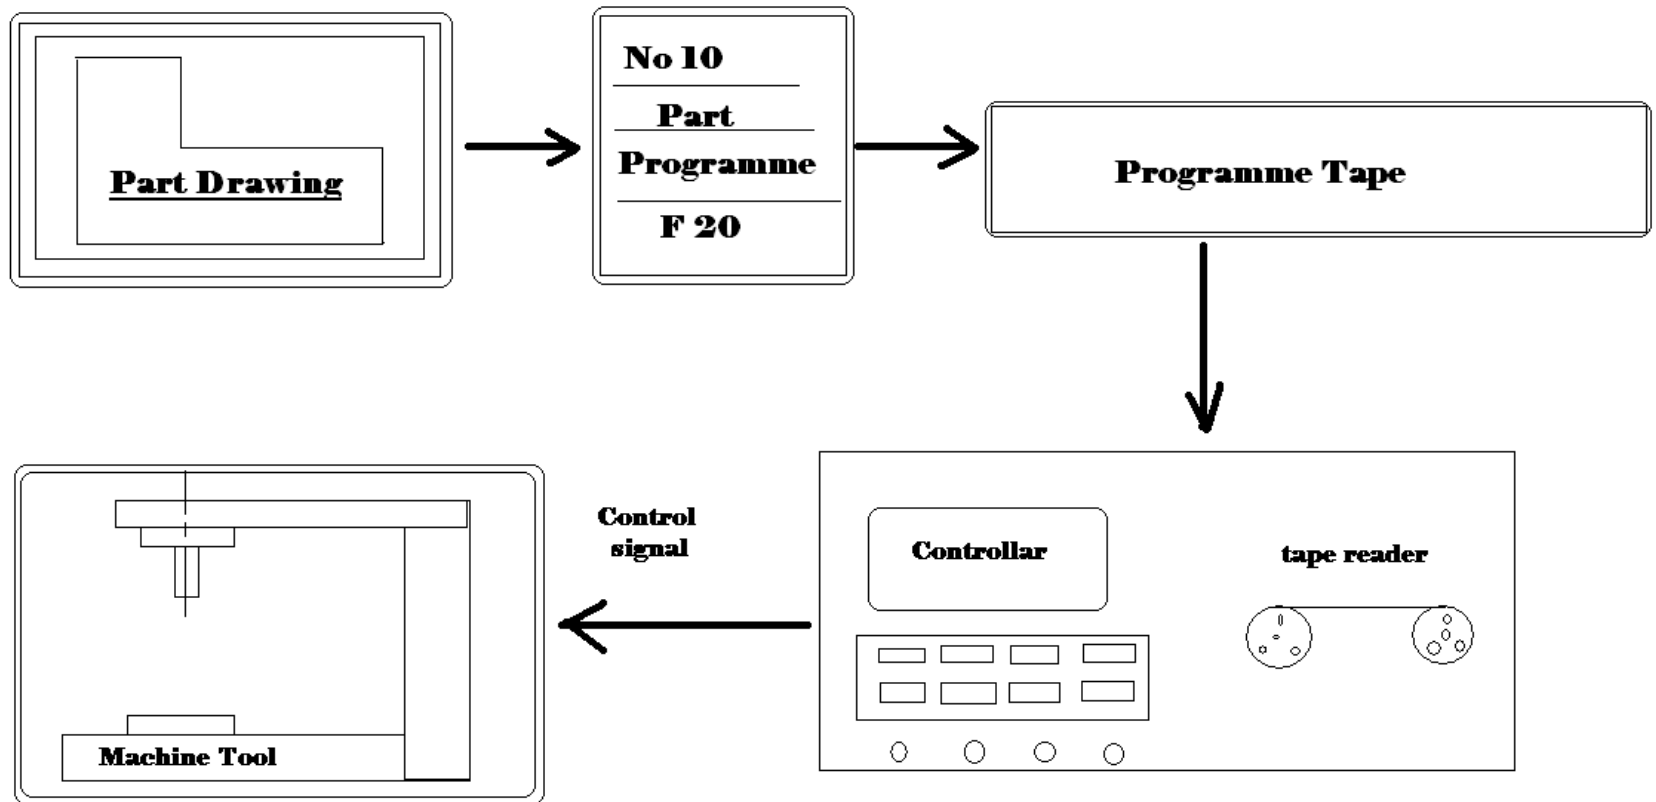 Part Drawing
No 10
Part
Programme
F 20
Programme Tape
Control
signal
Controllar
tape reader
Machine Tool